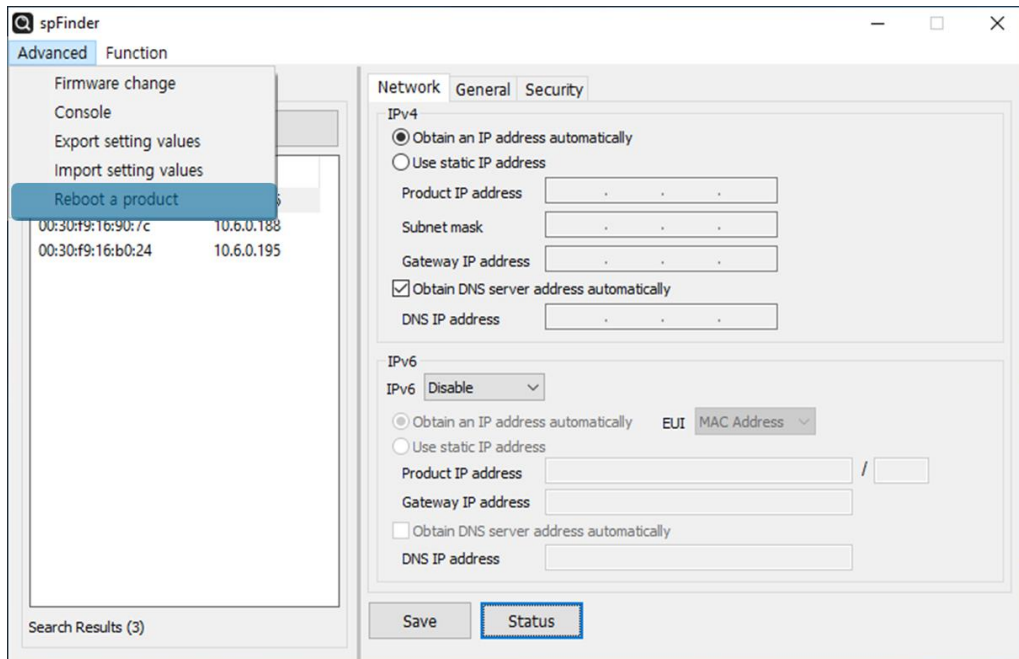 spFinder
Advanced Function
Firmware change
Console
Export setting values
Import setting values
Reboot a product
00:30:f9:16:90:7c 10.6.0.188
00:30:f9:16:b0:24 10.6.0.195
Search Results (3)
Network General Security
IPv4
Obtain an IP address automatically
Use static IP address
Product IP address . . .
Subnet mask . . .
Gateway IP address . . .
Obtain DNS server address automatically
DNS IP address . . .
IPv6
IPv6 Disable
Obtain an IP address automatically EUI MAC Address
Use static IP address
Product IP address /
Gateway IP address
Obtain DNS server address automatically
DNS IP address
Save Status